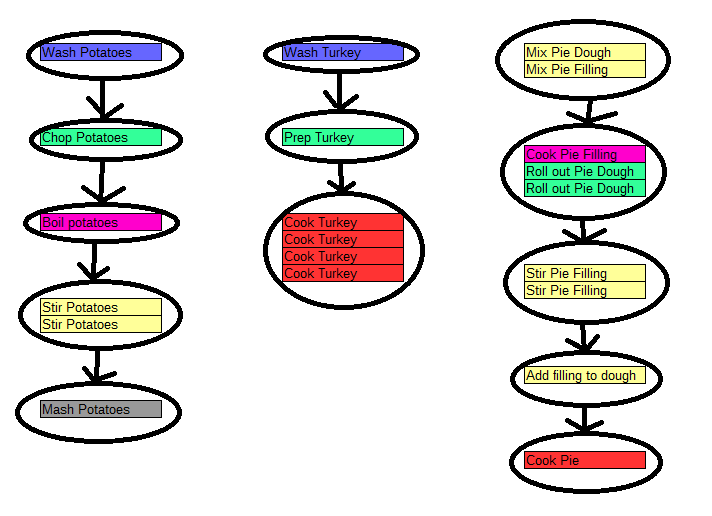 Wash Potatoes
Chop Potatoes
Boil potatoes
Stir Potatoes
Stir Potatoes
Mash Potatoes
Wash Turkey
Prep Turkey
Cook Turkey
Cook Turkey
Cook Turkey
Cook Turkey
Mix Pie Dough
Mix Pie Filling
Cook Pie Filling
Roll out Pie Dough
Roll out Pie Dough
Stir Pie Filling
Stir Pie Filling
Add filling to dough
Cook Pie